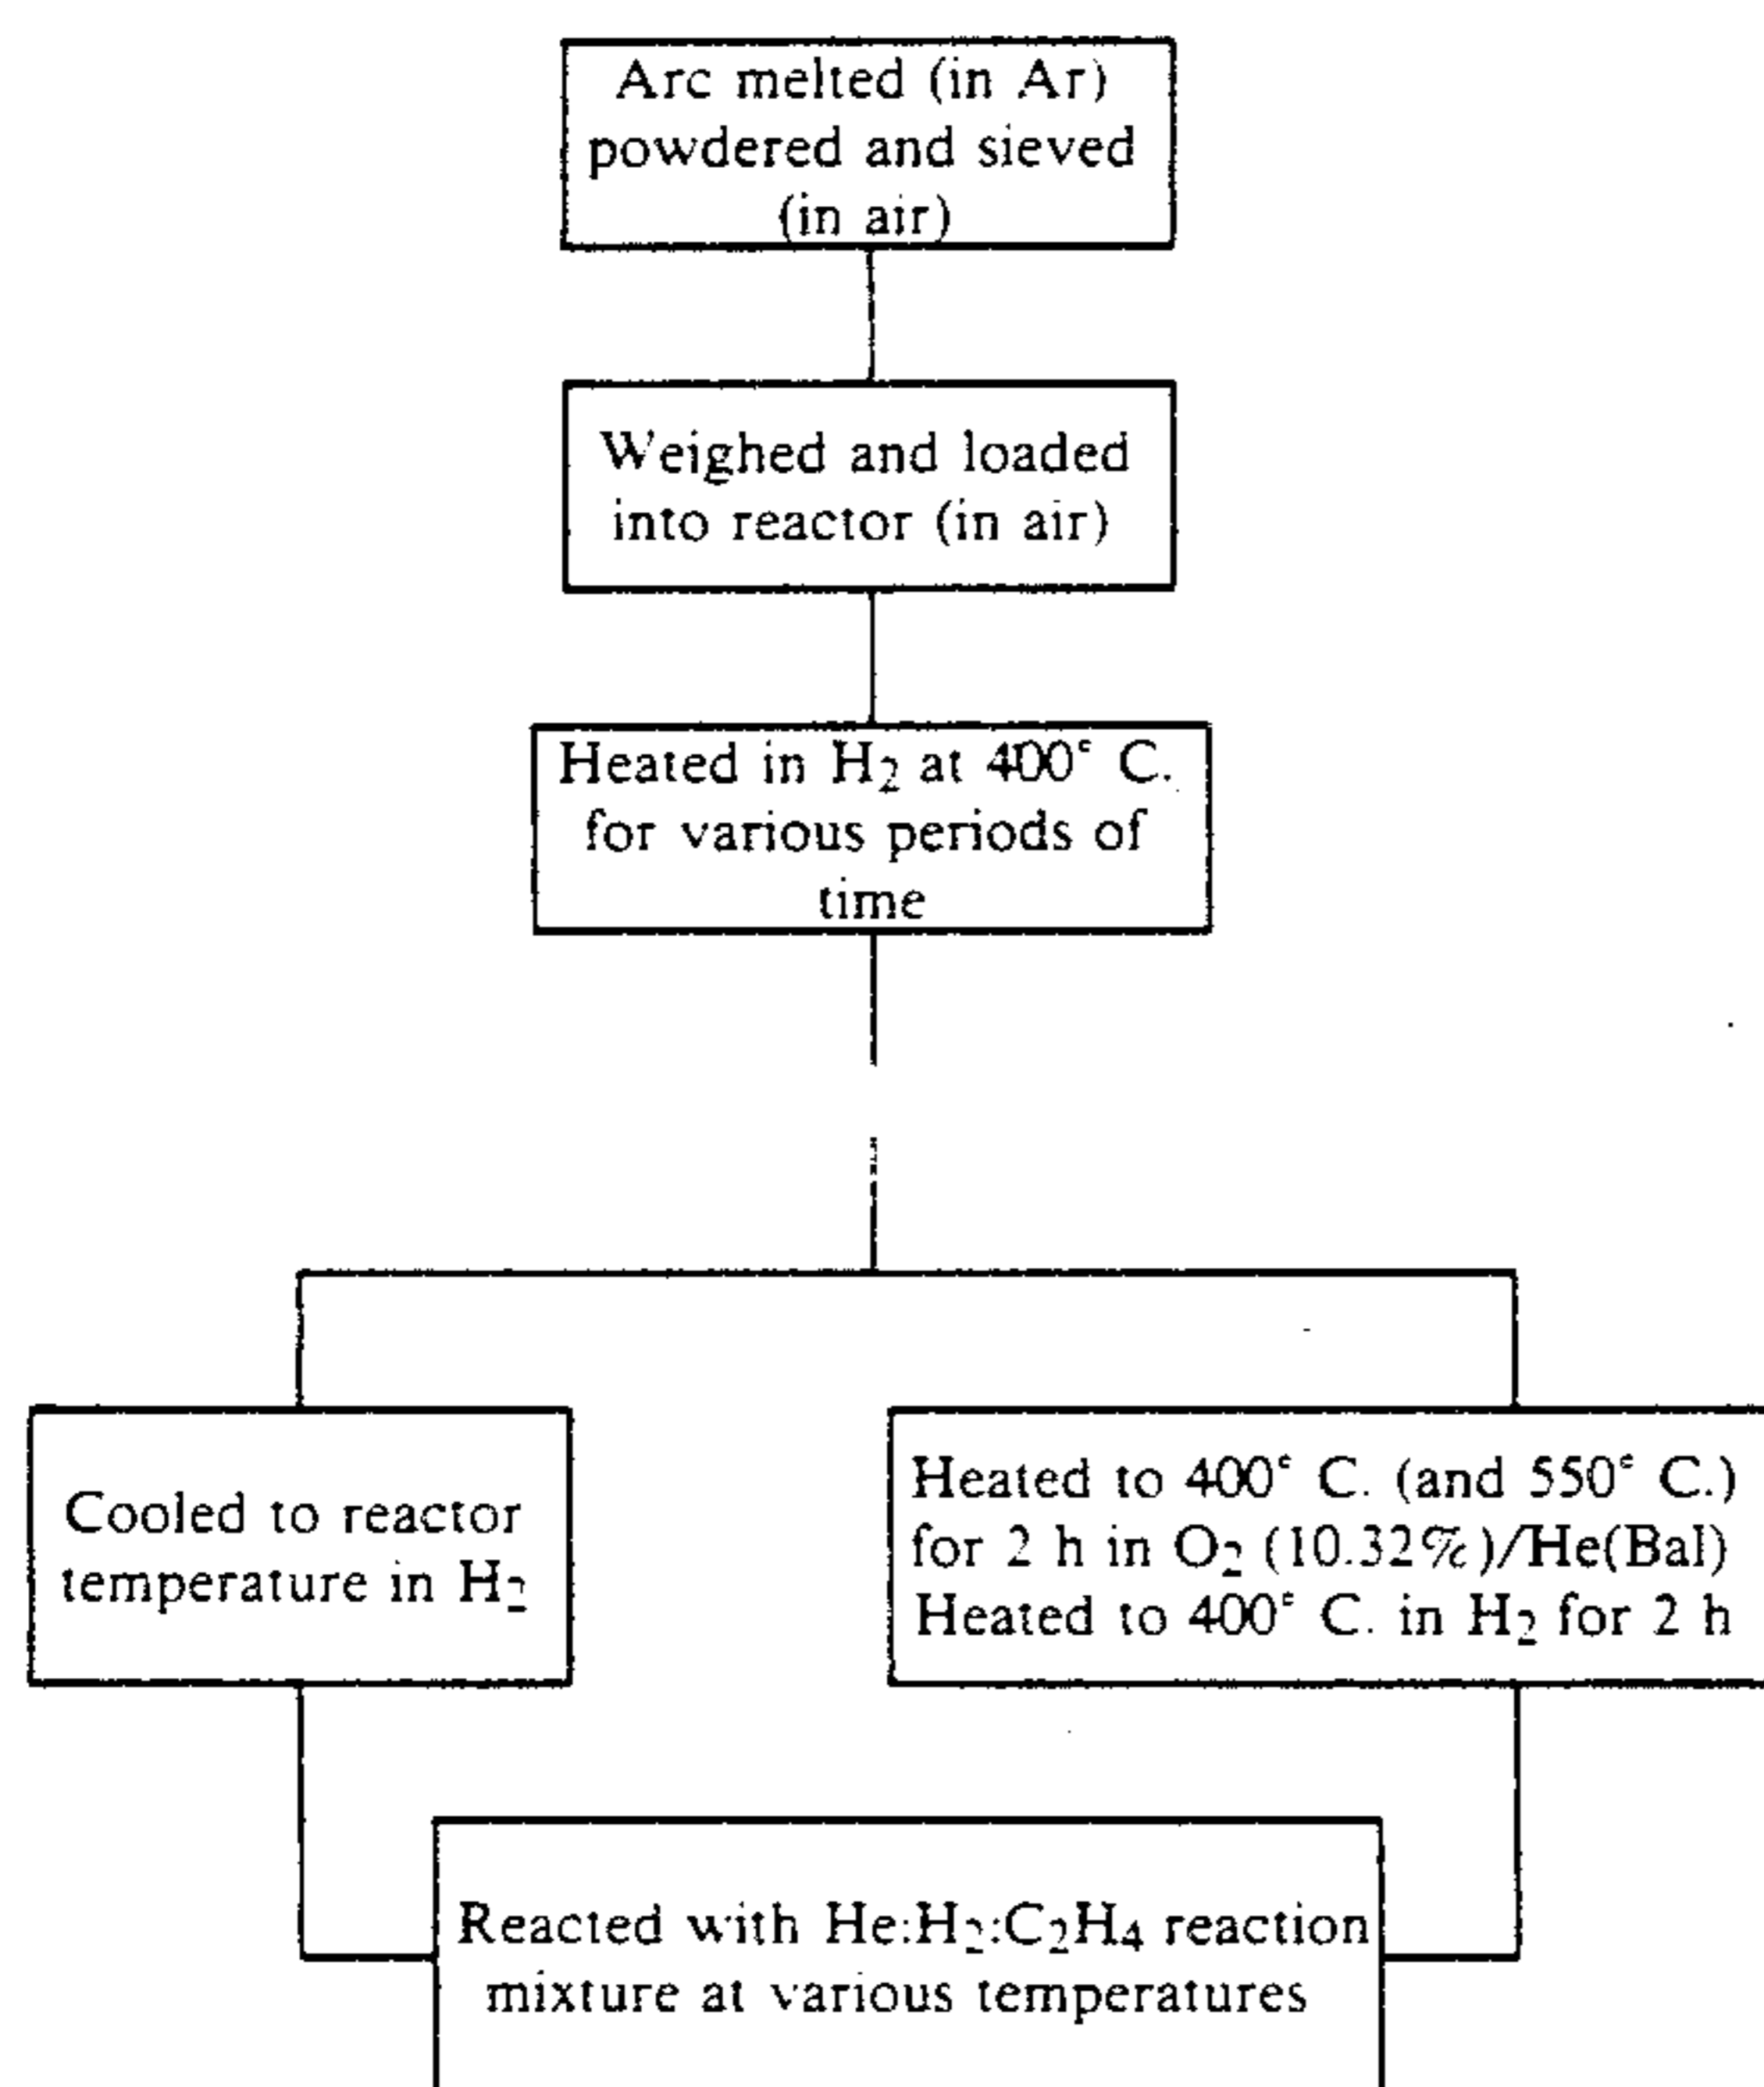 Arc melted (in Ar)
powdered and sieved
(in air)
Weighed and loaded
into reactor (in air)
Heated in H₂ at 400° C.
for various periods of
time
Cooled to reactor
temperature in H₂
Heated to 400° C. (and 550° C.)
for 2 h in O₂ (10.32%)/He(Bal)
Heated to 400° C. in H₂ for 2 h
Reacted with He:H₂:C₂H₄ reaction
mixture at various temperatures